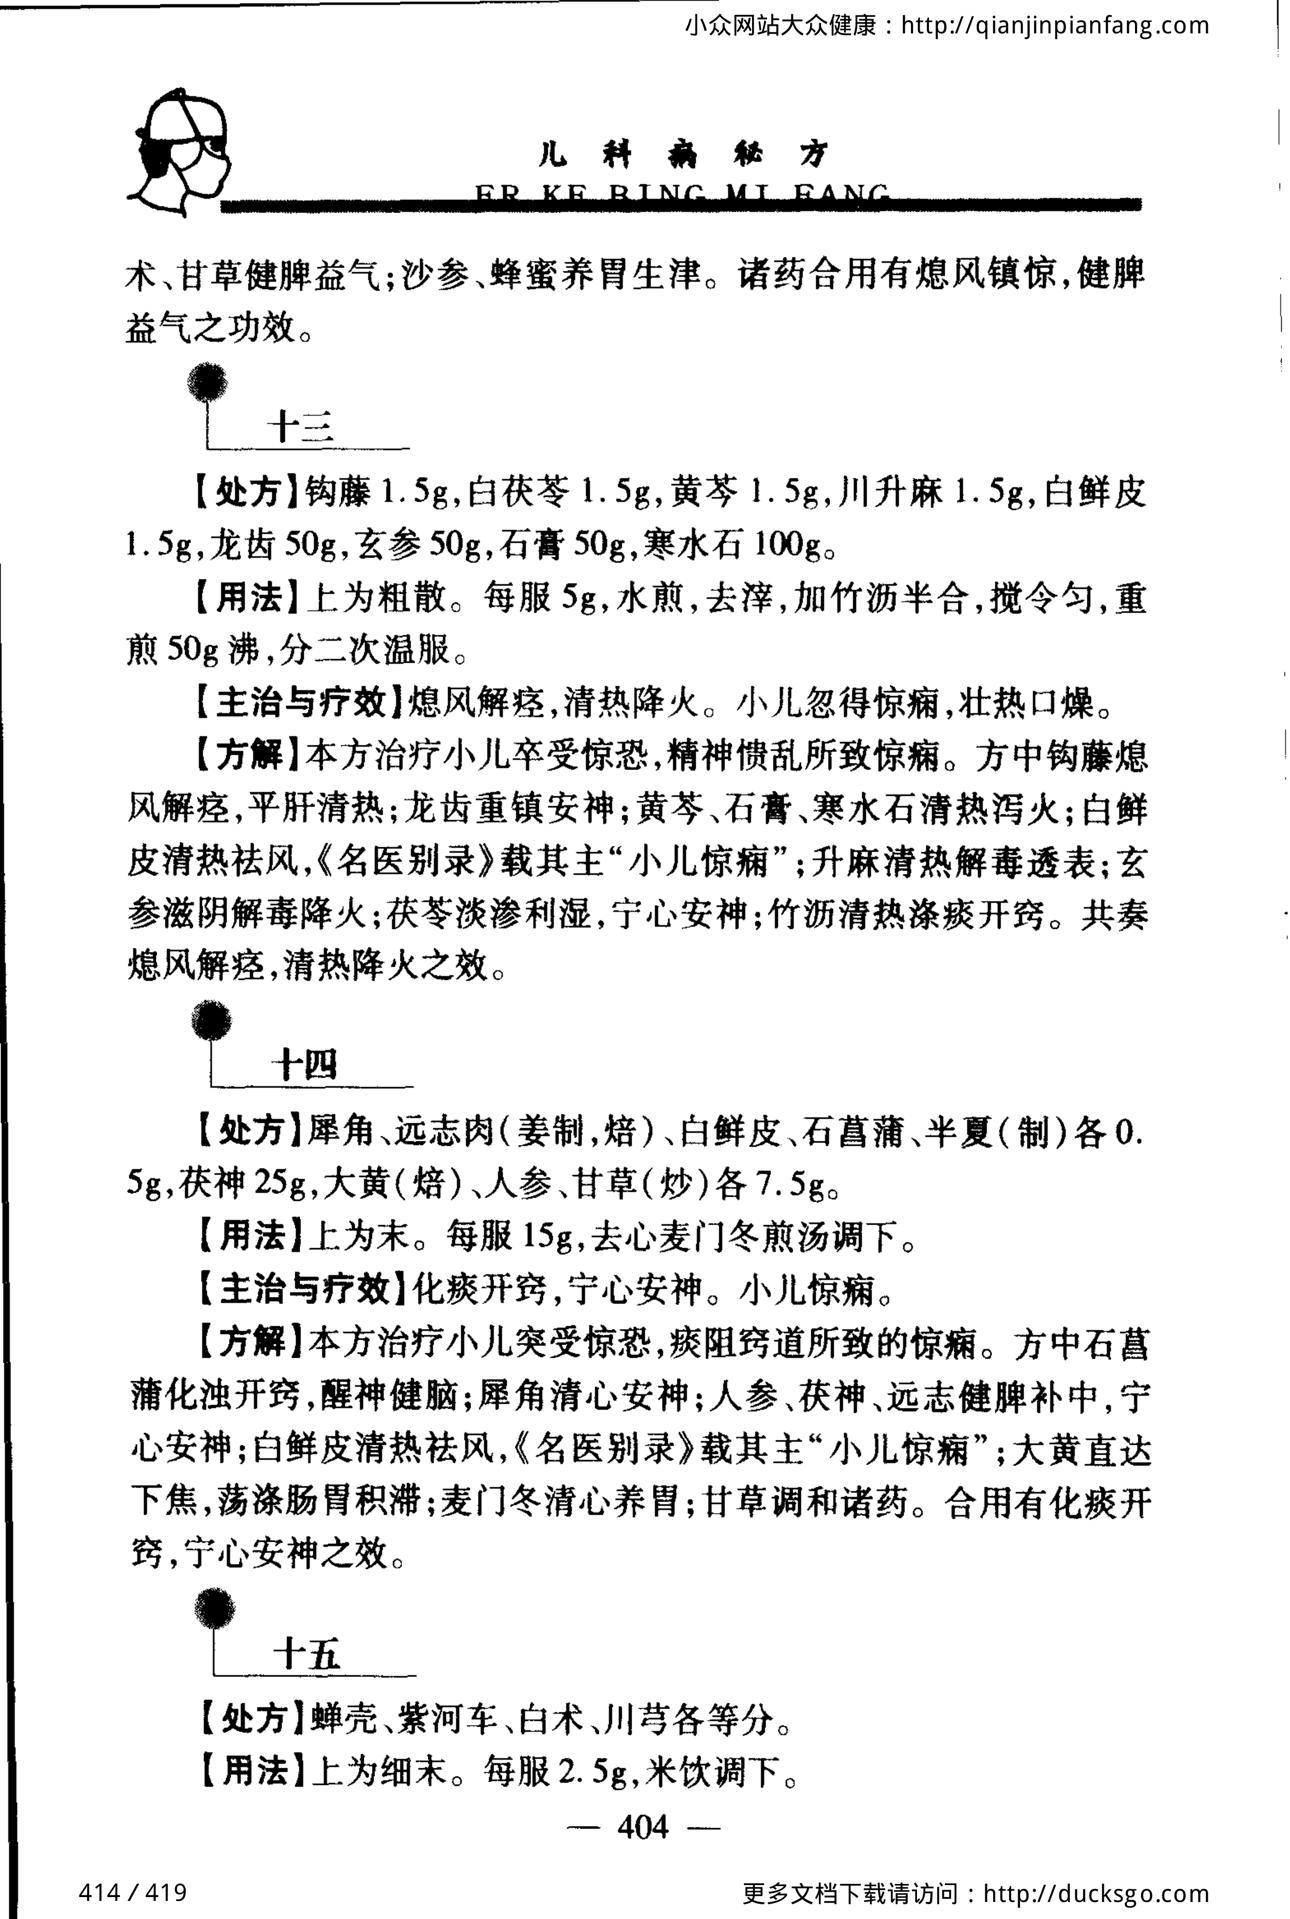 小众网站大众健康：http://qianjinpianfang.com
儿科病秘方
ER KE BING MI FANG
术、甘草健脾益气;沙参、蜂蜜养胃生津。诸药合用有熄风镇惊,健脾
益气之功效。
十三
【处方】钩藤1.5g,白茯苓1.5g,黄芩1.5g,川升麻1.5g,白鲜皮
1.5g,龙齿50g,玄参50g,石膏50g,寒水石100g。
【用法】上为粗散。每服5g,水煎,去滓,加竹沥半合,搅令匀,重
煎50g沸,分二次温服。
【主治与疗效】熄风解痉,清热降火。小儿忽得惊痫,壮热口燥。
【方解】本方治疗小儿卒受惊恐,精神愦乱所致惊痫。方中钩藤熄
风解痉,平肝清热;龙齿重镇安神;黄芩、石膏、寒水石清热泻火;白鲜
皮清热祛风,《名医别录》载其主“小儿惊痫”;升麻清热解毒透表;玄
参滋阴解毒降火;茯苓淡渗利湿,宁心安神;竹沥清热涤痰开窍。共奏
熄风解痉,清热降火之效。
十四
【处方】犀角、远志肉(姜制,焙)、白鲜皮、石菖蒲、半夏(制)各0.
5g,茯神25g,大黄(焙)、人参、甘草(炒)各7.5g。
【用法】上为末。每服15g,去心麦门冬煎汤调下。
【主治与疗效】化痰开窍,宁心安神。小儿惊痫。
【方解】本方治疗小儿突受惊恐,痰阻窍道所致的惊痫。方中石菖
蒲化浊开窍,醒神健脑;犀角清心安神;人参、茯神、远志健脾补中,宁
心安神;白鲜皮清热祛风,《名医别录》载其主“小儿惊痫”;大黄直达
下焦,荡涤肠胃积滞;麦门冬清心养胃;甘草调和诸药。合用有化痰开
窍,宁心安神之效。
十五
【处方】蝉壳、紫河车、白术、川芎各等分。
【用法】上为细末。每服2.5g,米饮调下。
— 404 —
414 / 419
更多文档下载请访问：http://ducksgo.com